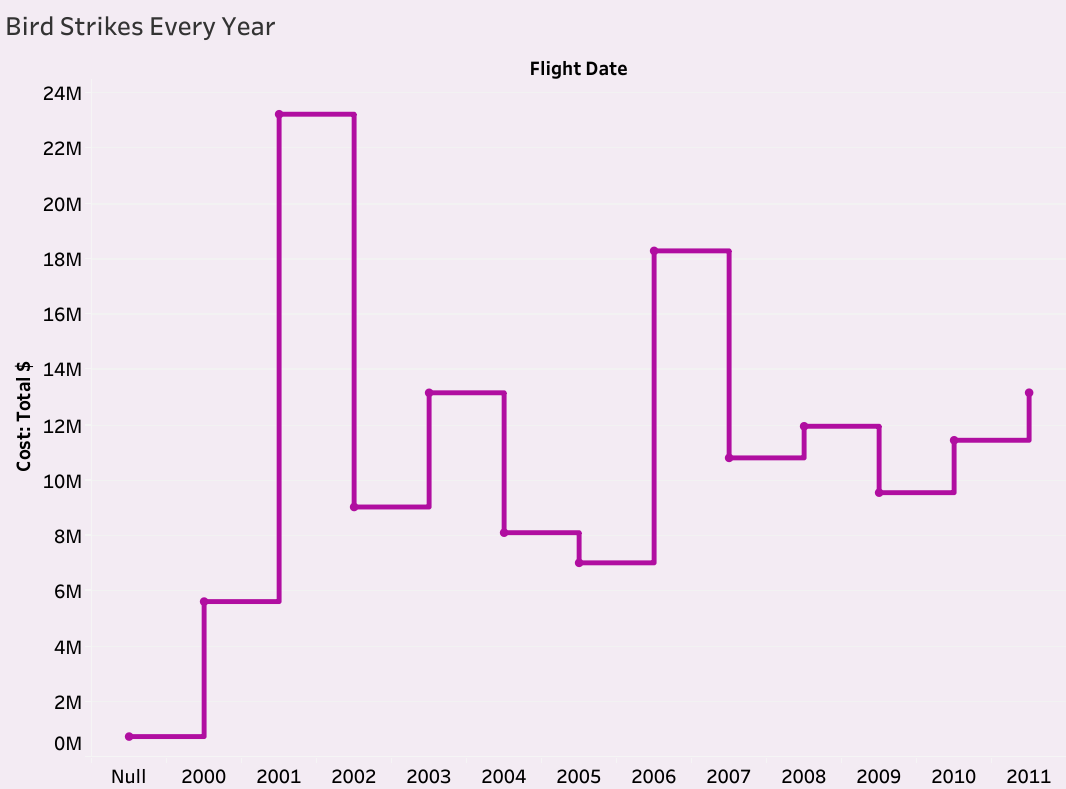 Bird Strikes Every Year
Flight Date
24M
22M
20M
18M
16M
14M
12M
10M
8M
6M
4M
2M
0M
Cost: Total $
Null 2000 2001 2002 2003 2004 2005 2006 2007 2008 2009 2010 2011